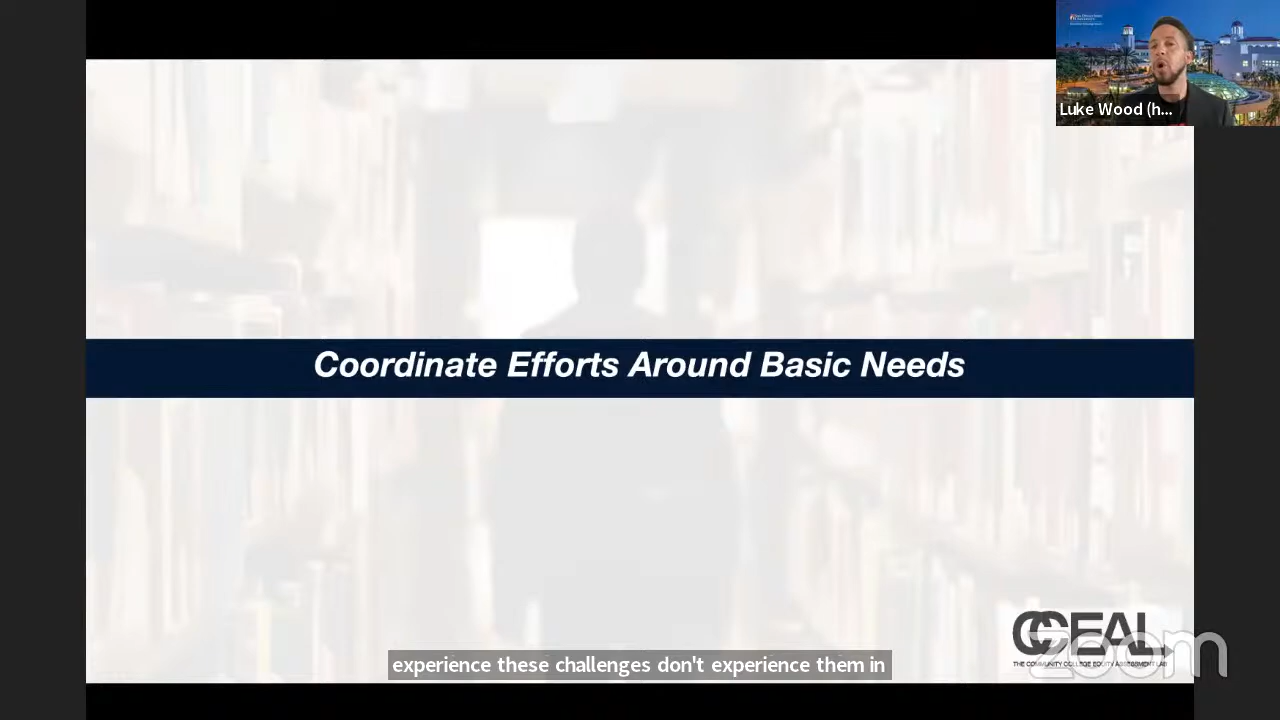 Luke Wood (h...
Coordinate Efforts Around Basic Needs
CCEAL
THE COMMUNITY COLLEGE EQUITY ASSESSMENT LAB
zoom
experience these challenges don't experience them in